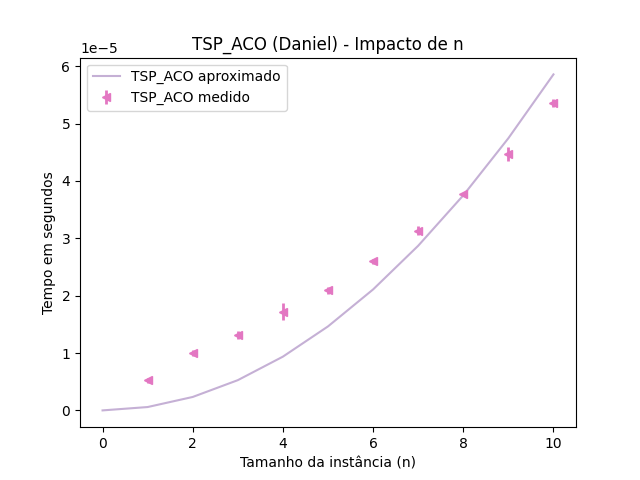 TSP_ACO (Daniel) - Impacto de n
1e−5
TSP_ACO aproximado
TSP_ACO medido
6
5
4
3
2
1
0
Tempo em segundos
0 2 4 6 8 10
Tamanho da instância (n)